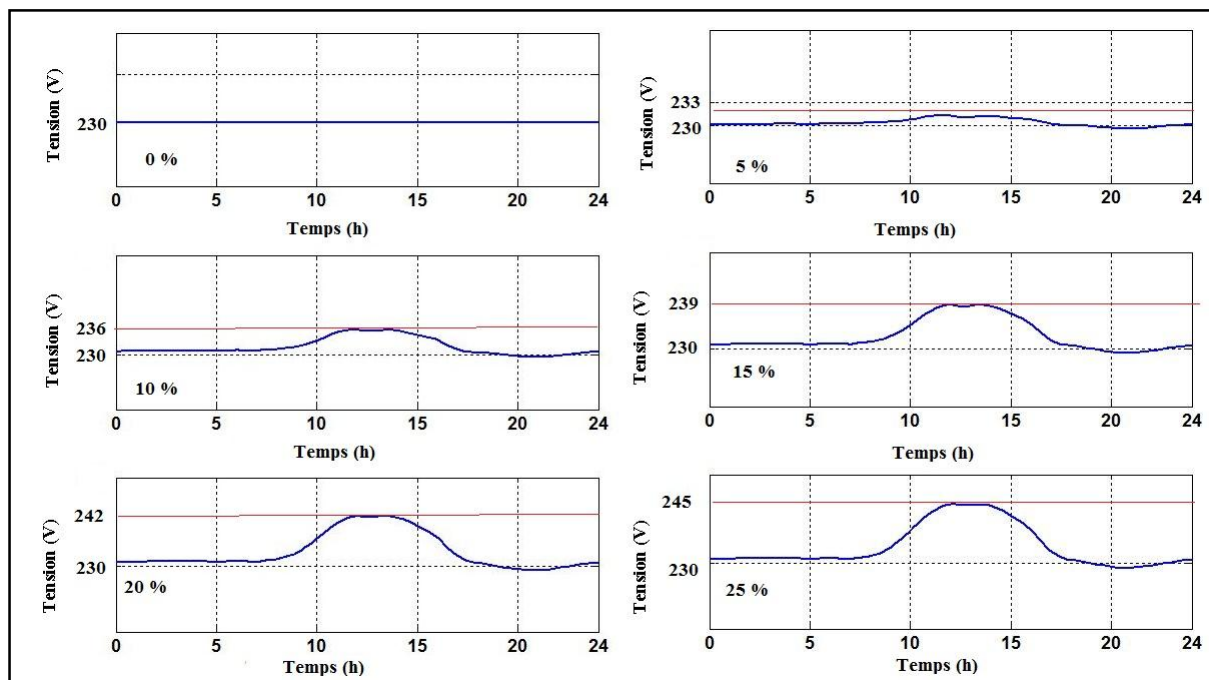 Tension (V)
230
0 %
0 5 10 15 20 24
Temps (h)
Tension (V)
233
230
5 %
0 5 10 15 20 24
Temps (h)
Tension (V)
236
230
10 %
0 5 10 15 20 24
Temps (h)
Tension (V)
239
230
15 %
0 5 10 15 20 24
Temps (h)
Tension (V)
242
230
20 %
0 5 10 15 20 24
Temps (h)
Tension (V)
245
230
25 %
0 5 10 15 20 24
Temps (h)